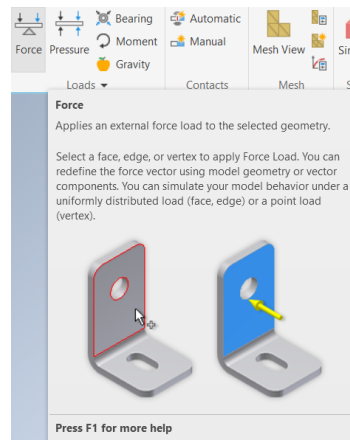 Bearing
Automatic
Moment
Manual
Force
Pressure
Gravity
Mesh View
Loads
Contacts
Mesh
Force
Applies an external force load to the selected geometry.
Select a face, edge, or vertex to apply Force Load. You can
redefine the force vector using model geometry or vector
components. You can simulate your model behavior under a
uniformly distributed load (face, edge) or a point load
(vertex).
Press F1 for more help